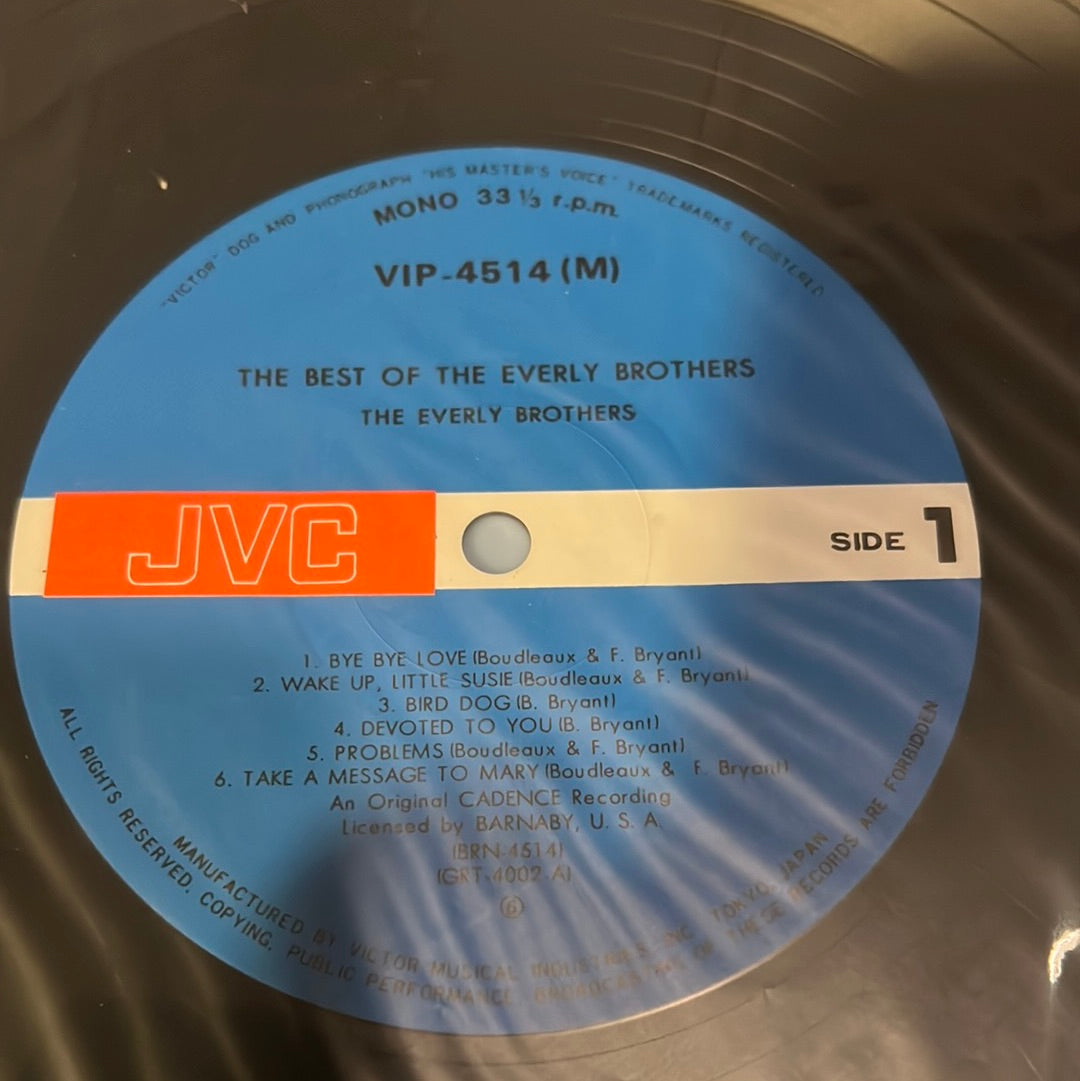 "VICTOR" DOG AND PHONOGRAPH "HIS MASTER'S VOICE" TRADEMARKS REGISTERED
MONO 33 1/3 r.p.m.
VIP-4514 (M)
THE BEST OF THE EVERLY BROTHERS
THE EVERLY BROTHERS
JVC
SIDE 1
1. BYE BYE LOVE (Boudleaux & F. Bryant)
2. WAKE UP, LITTLE SUSIE (Boudleaux & F. Bryant)
3. BIRD DOG (B. Bryant)
4. DEVOTED TO YOU (B. Bryant)
5. PROBLEMS (Boudleaux & F. Bryant)
6. TAKE A MESSAGE TO MARY (Boudleaux & F. Bryant)
An Original CADENCE Recording
Licensed by BARNABY, U. S. A.
(BRN-4514)
(GRT-4002-A)
⑥
MANUFACTURED BY VICTOR MUSICAL INDUSTRIES, INC. TOKYO, JAPAN
ALL RIGHTS RESERVED. COPYING, PUBLIC PERFORMANCE, BROADCASTING OF THESE RECORDS ARE FORBIDDEN